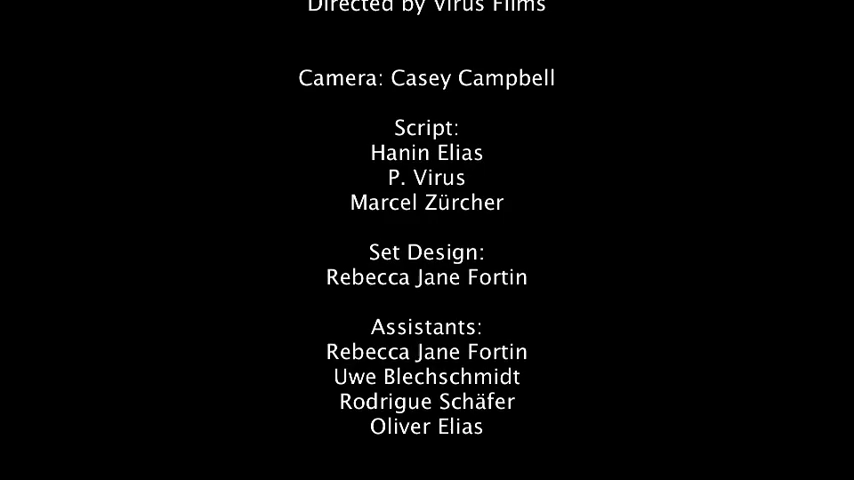 Directed by Virus Films
Camera: Casey Campbell
Script:
Hanin Elias
P. Virus
Marcel Zürcher
Set Design:
Rebecca Jane Fortin
Assistants:
Rebecca Jane Fortin
Uwe Blechschmidt
Rodrigue Schäfer
Oliver Elias